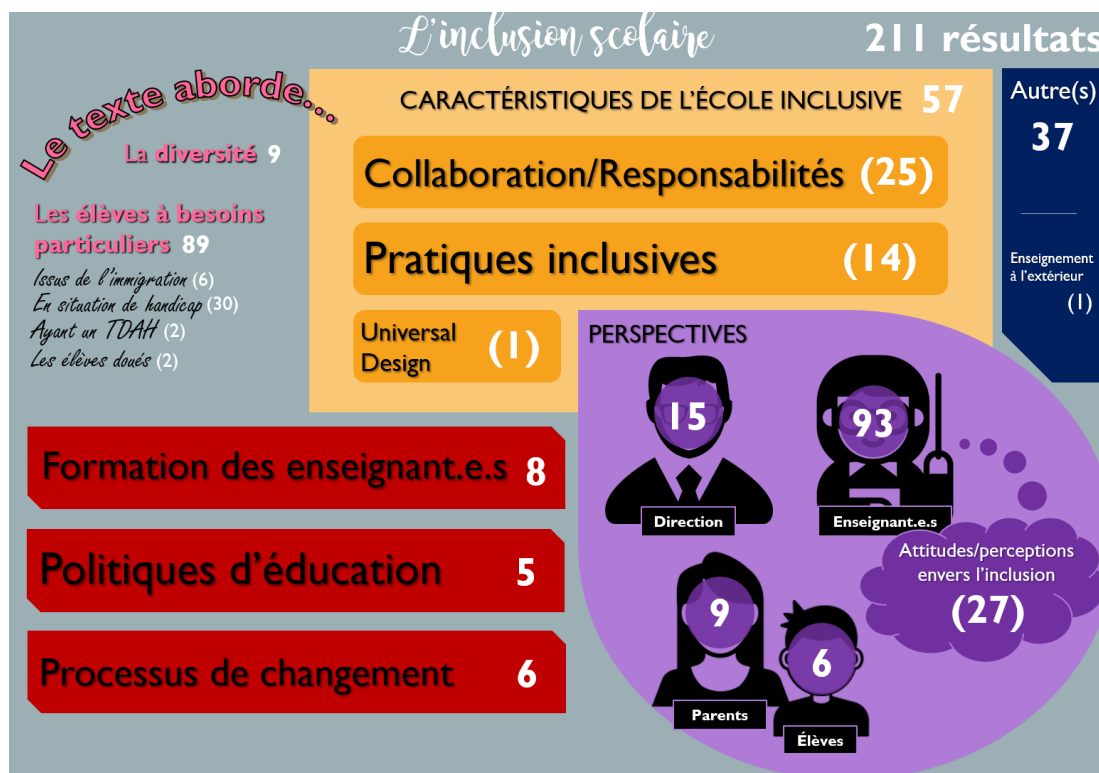 L'inclusion scolaire
211 résultats
Le texte aborde...
La diversité 9
Les élèves à besoins
particuliers 89
Issus de l'immigration (6)
En situation de handicap (30)
Ayant un TDAH (2)
Les élèves doués (2)
CARACTÉRISTIQUES DE L'ÉCOLE INCLUSIVE 57
Collaboration/Responsabilités (25)
Pratiques inclusives (14)
Universal
Design (1)
Autre(s)
37
Enseignement
à l'extérieur
(1)
PERSPECTIVES
15
Direction
93
Enseignant.e.s
Attitudes/perceptions
envers l'inclusion
(27)
9
Parents
6
Élèves
Formation des enseignant.e.s 8
Politiques d'éducation 5
Processus de changement 6